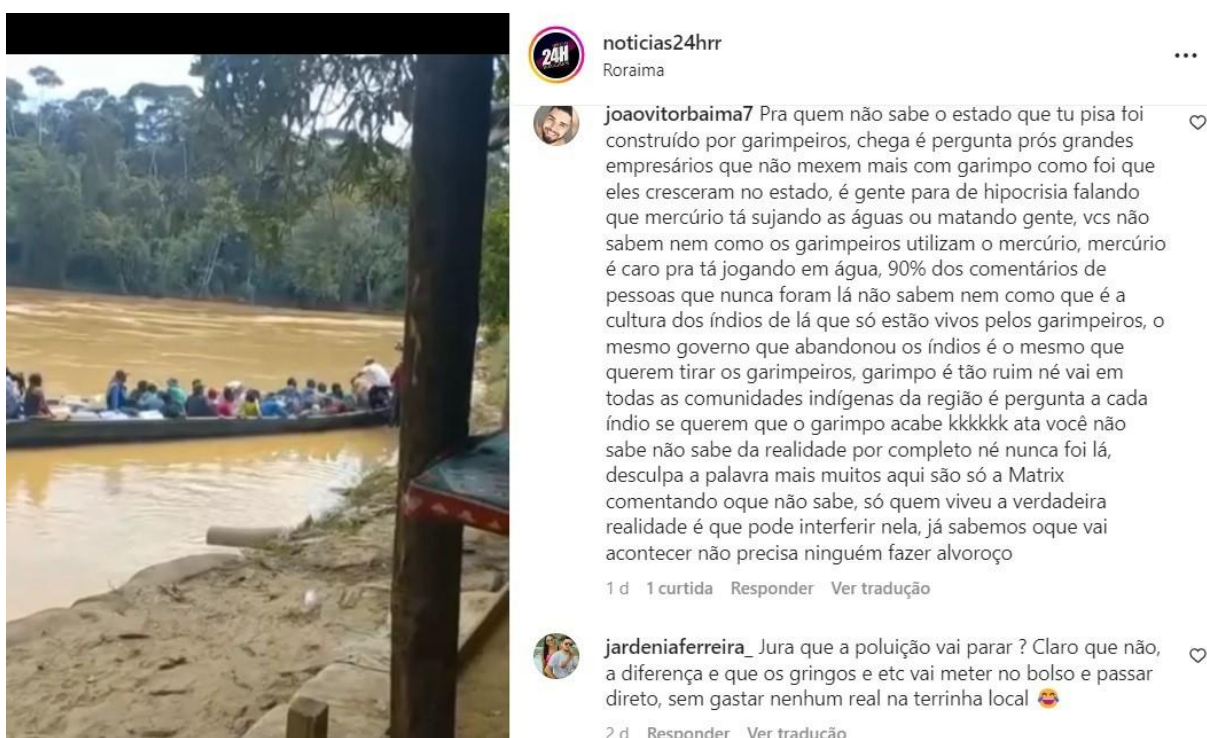 24H
noticias24hrr
Roraima
joaovitorbaima7 Pra quem não sabe o estado que tu pisa foi
construído por garimpeiros, chega é pergunta prós grandes
empresários que não mexem mais com garimpo como foi que
eles cresceram no estado, é gente para de hipocrisia falando
que mercúrio tá sujando as águas ou matando gente, vcs não
sabem nem como os garimpeiros utilizam o mercúrio, mercúrio
é caro pra tá jogando em água, 90% dos comentários de
pessoas que nunca foram lá não sabem nem como que é a
cultura dos índios de lá que só estão vivos pelos garimpeiros, o
mesmo governo que abandonou os índios é o mesmo que
querem tirar os garimpeiros, garimpo é tão ruim né vai em
todas as comunidades indígenas da região é pergunta a cada
índio se querem que o garimpo acabe kkkkkk ata você não
sabe não sabe da realidade por completo né nunca foi lá,
desculpa a palavra mais muitos aqui são só a Matrix
comentando oque não sabe, só quem viveu a verdadeira
realidade é que pode interferir nela, já sabemos oque vai
acontecer não precisa ninguém fazer alvoroço
1 d 1 curtida Responder Ver tradução
jardeniaferreira_ Jura que a poluição vai parar ? Claro que não,
a diferença e que os gringos e etc vai meter no bolso e passar
direto, sem gastar nenhum real na terrinha local 😂
2 d Responder Ver tradução